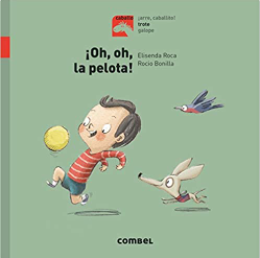 caballo
¡arre, caballito!
trote
galope
¡Oh, oh,
la pelota!
Elisenda Roca
Rocio Bonilla
COMBEL